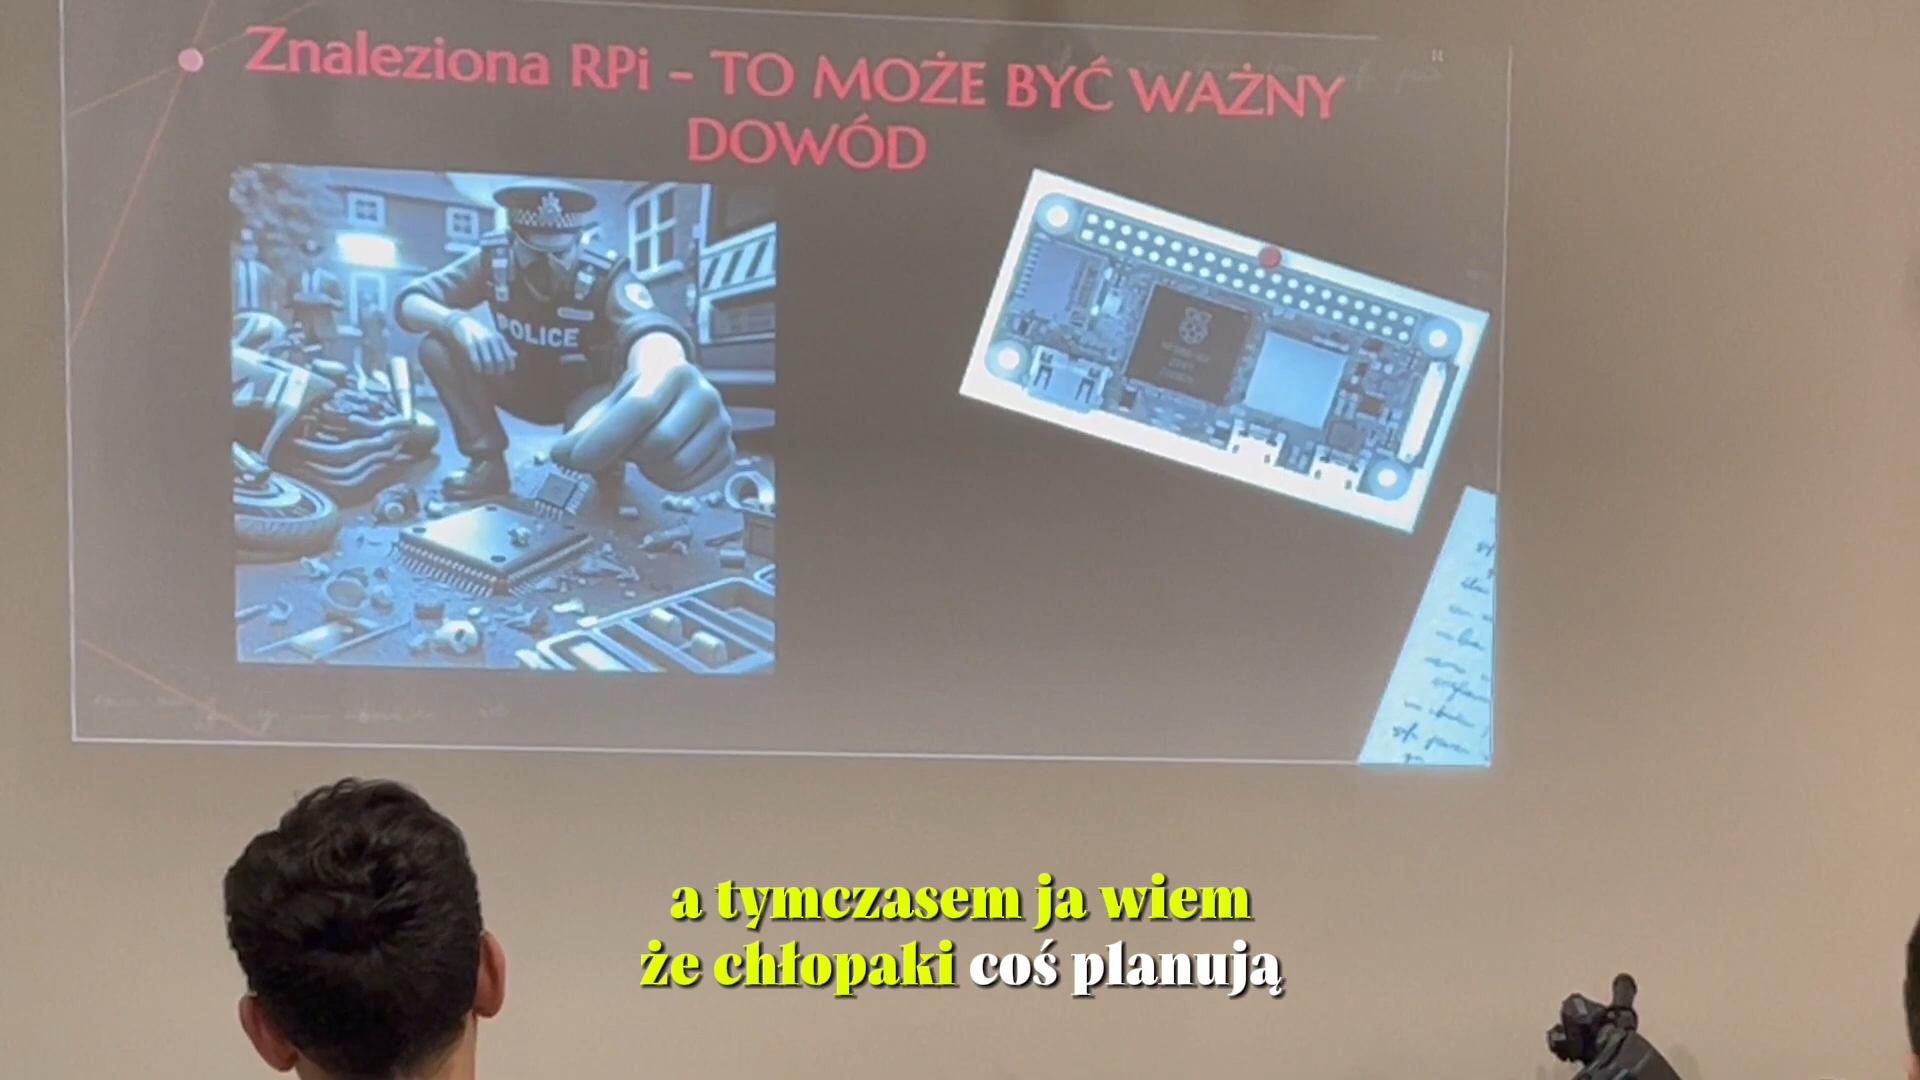 Znaleziona RPi – TO MOŻE BYĆ WAŻNY
DOWÓD
POLICE
a tymczasem ja wiem
że chłopaki coś planują